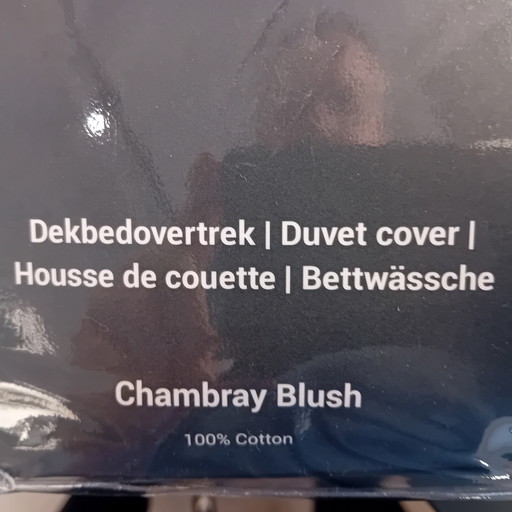 Dekbedovertrek | Duvet cover |
Housse de couette | Bettwässche
Chambray Blush
100% Cotton